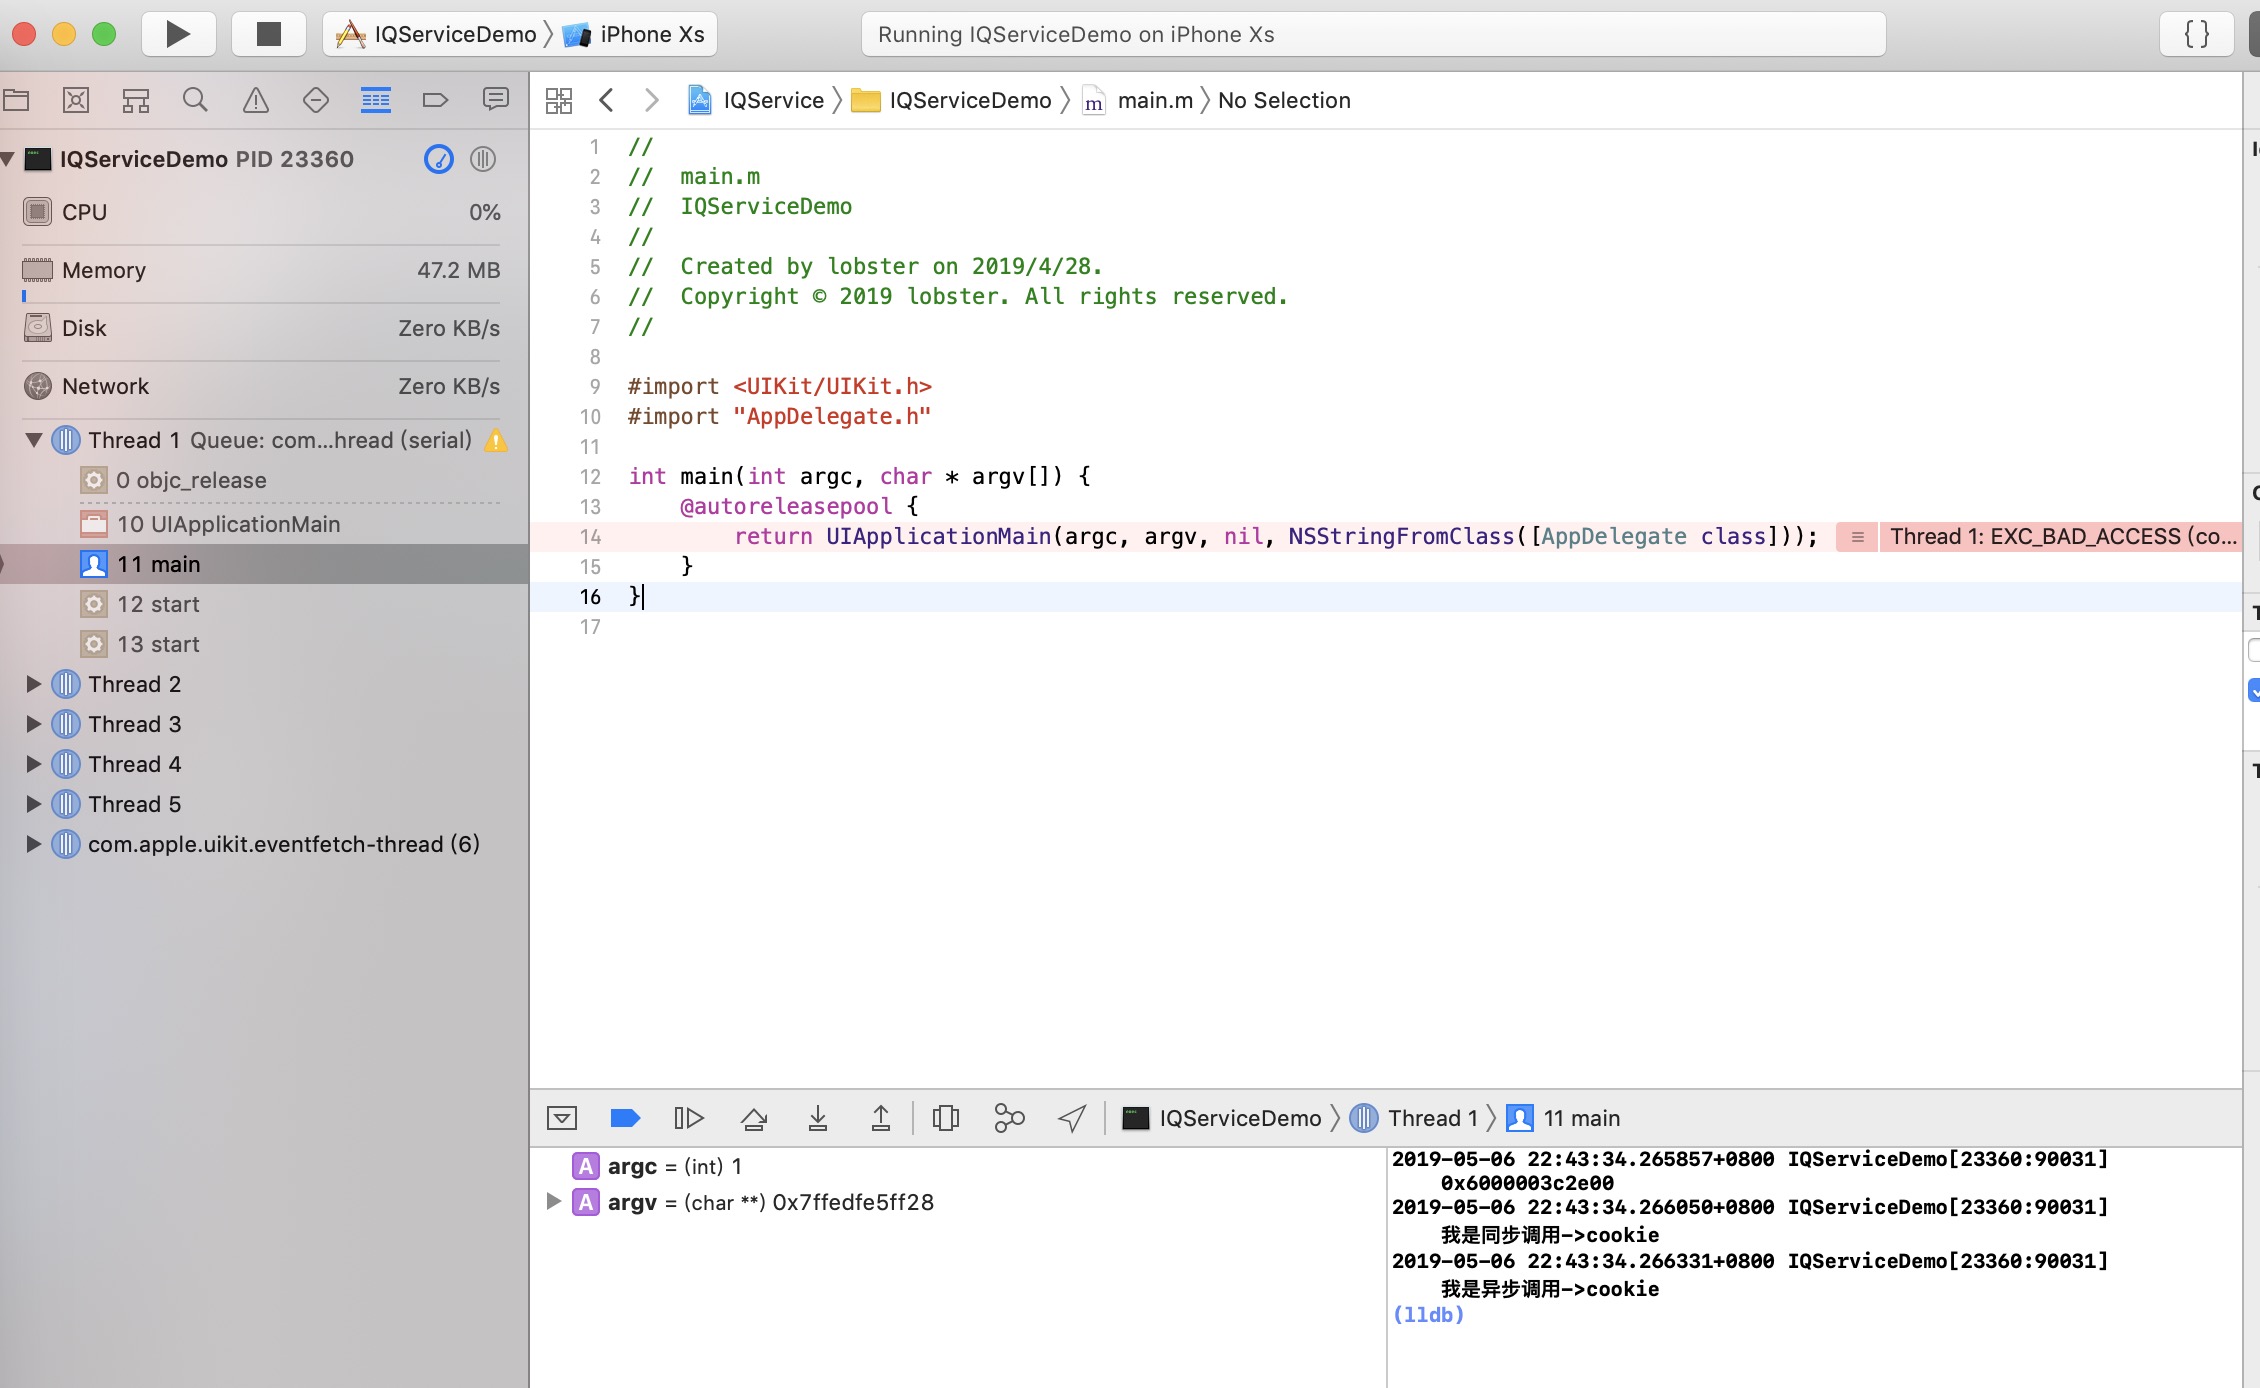 IQServiceDemo 〉 iPhone Xs
Running IQServiceDemo on iPhone Xs
{ }
IQServiceDemo PID 23360
CPU 0%
Memory 47.2 MB
Disk Zero KB/s
Network Zero KB/s
Thread 1 Queue: com...hread (serial)
0 objc_release
10 UIApplicationMain
11 main
12 start
13 start
Thread 2
Thread 3
Thread 4
Thread 5
com.apple.uikit.eventfetch-thread (6)
IQService 〉 IQServiceDemo 〉 m main.m 〉 No Selection
1 //
2 //  main.m
3 //  IQServiceDemo
4 //
5 //  Created by lobster on 2019/4/28.
6 //  Copyright © 2019 lobster. All rights reserved.
7 //
8
9 #import <UIKit/UIKit.h>
10 #import "AppDelegate.h"
11
12 int main(int argc, char * argv[]) {
13     @autoreleasepool {
14         return UIApplicationMain(argc, argv, nil, NSStringFromClass([AppDelegate class])); Thread 1: EXC_BAD_ACCESS (co...
15     }
16 }
17
IQServiceDemo 〉 Thread 1 〉 11 main
A argc = (int) 1
A argv = (char **) 0x7ffedfe5ff28
2019-05-06 22:43:34.265857+0800 IQServiceDemo[23360:90031]
0x6000003c2e00
2019-05-06 22:43:34.266050+0800 IQServiceDemo[23360:90031]
我是同步调用->cookie
2019-05-06 22:43:34.266331+0800 IQServiceDemo[23360:90031]
我是异步调用->cookie
(lldb)